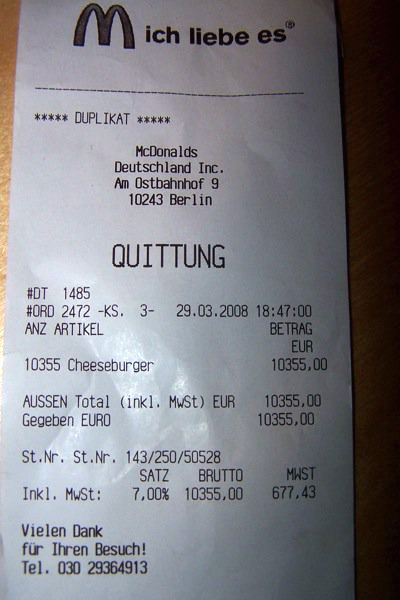 ich liebe es®
***** DUPLIKAT *****
McDonalds
Deutschland Inc.
Am Ostbahnhof 9
10243 Berlin
QUITTUNG
#DT 1485
#ORD 2472 -KS. 3- 29.03.2008 18:47:00
ANZ ARTIKEL BETRAG
EUR
10355 Cheeseburger 10355,00
AUSSEN Total (inkl. MwSt) EUR 10355,00
Gegeben EURO 10355,00
St.Nr. St.Nr. 143/250/50528
SATZ BRUTTO MWST
Inkl. MwSt: 7,00% 10355,00 677,43
Vielen Dank
für Ihren Besuch!
Tel. 030 29364913